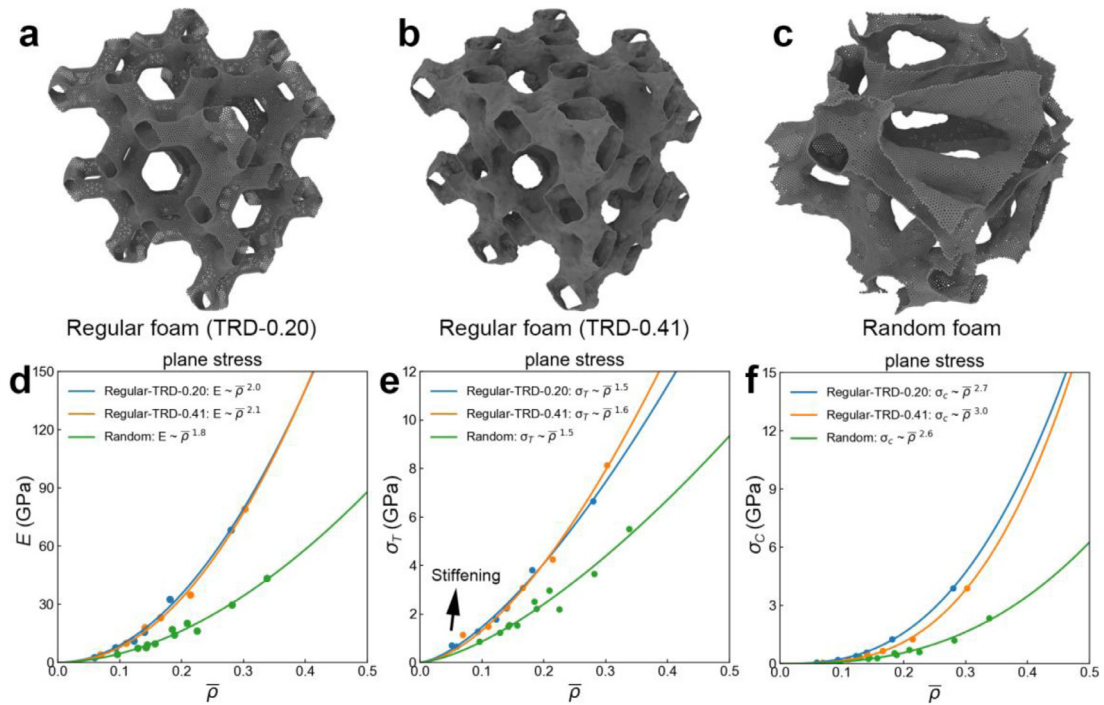 a
b
c
Regular foam (TRD-0.20)
Regular foam (TRD-0.41)
Random foam
d
plane stress
Regular-TRD-0.20: E ~ ρ̅ 2.0
Regular-TRD-0.41: E ~ ρ̅ 2.1
Random: E ~ ρ̅ 1.8
150
120
90
60
30
0
E (GPa)
0.0 0.1 0.2 0.3 0.4 0.5
ρ̅
e
plane stress
Regular-TRD-0.20: σT ~ ρ̅ 1.5
Regular-TRD-0.41: σT ~ ρ̅ 1.6
Random: σT ~ ρ̅ 1.5
Stiffening
12
10
8
6
4
2
0
σT (GPa)
0.0 0.1 0.2 0.3 0.4 0.5
ρ̅
f
plane stress
Regular-TRD-0.20: σc ~ ρ̅ 2.7
Regular-TRD-0.41: σc ~ ρ̅ 3.0
Random: σc ~ ρ̅ 2.6
15
12
9
6
3
0
σC (GPa)
0.0 0.1 0.2 0.3 0.4 0.5
ρ̅